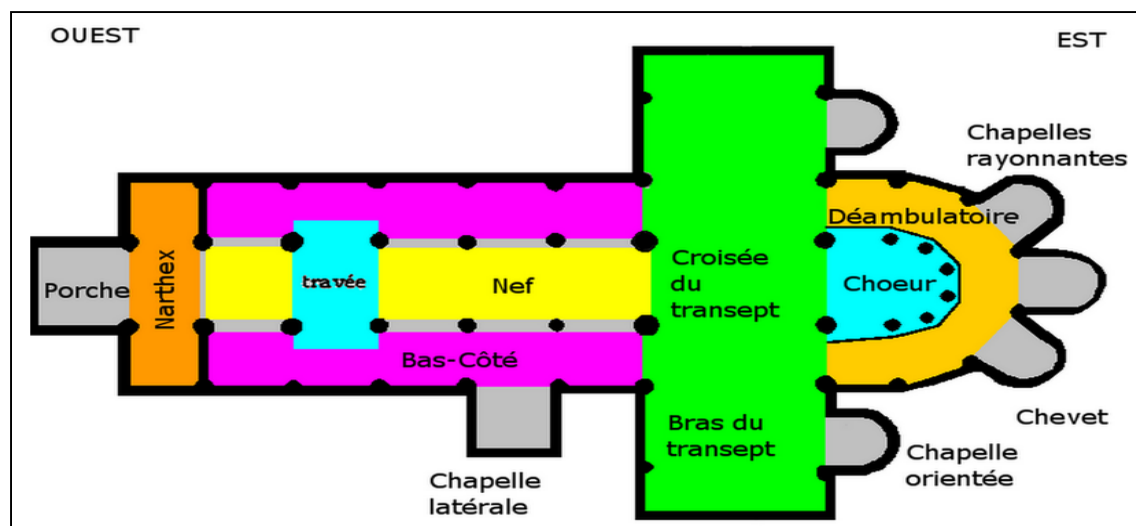 OUEST
EST
Chapelles
rayonnantes
Déambulatoire
Croisée
du
transept
Choeur
Porche
Narthex
travée
Nef
Bas-Côté
Bras du
transept
Chevet
Chapelle
orientée
Chapelle
latérale